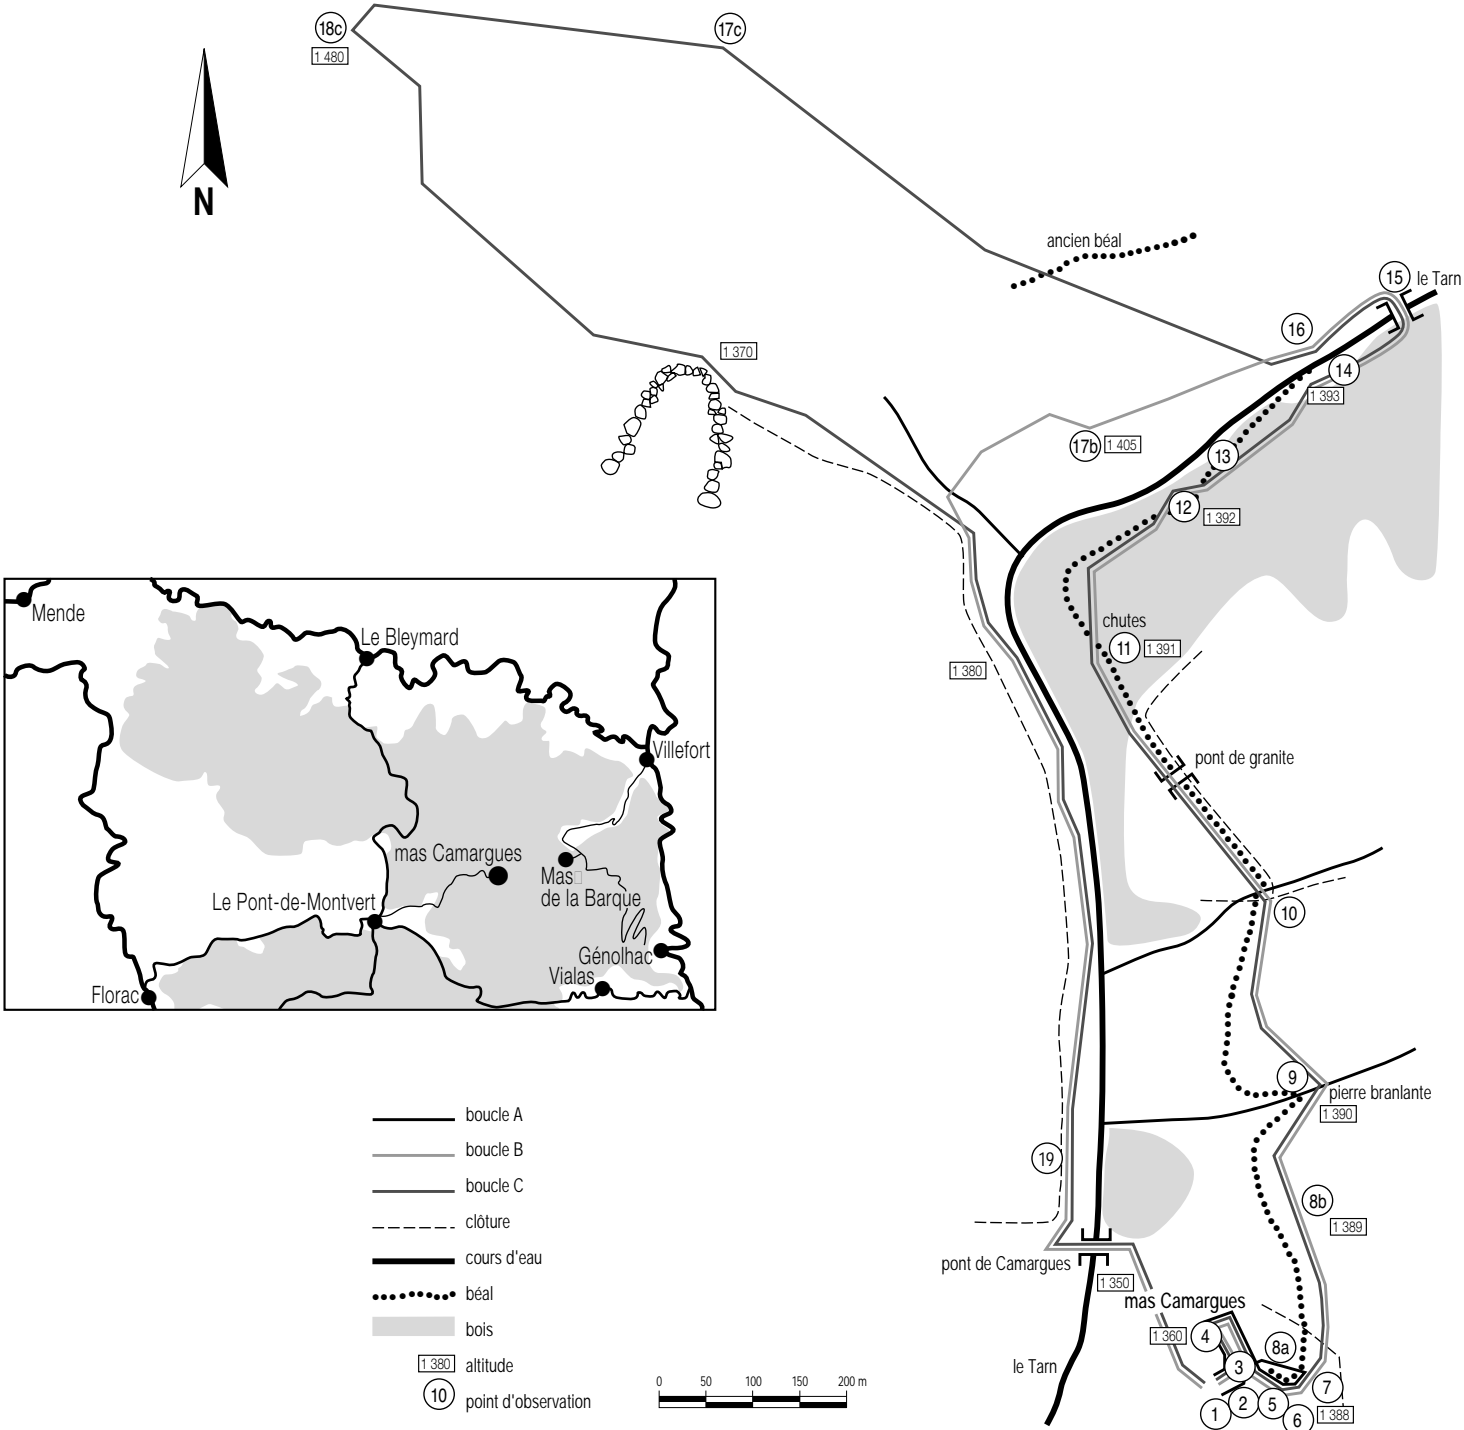 18c
1 480
17c
N
ancien béal
15
le Tarn
16
14
1 393
1 370
17b
1 405
13
12
1 392
chutes
11
1 391
1 380
pont de granite
10
Mende
Le Bleymard
Villefort
mas Camargues
Mas
de la Barque
Le Pont-de-Montvert
Génolhac
Vialas
Florac
9
pierre branlante
1 390
19
8b
1 389
pont de Camargues
1 350
mas Camargues
1 360
4
8a
3
le Tarn
7
1 388
1
2
5
6
boucle A
boucle B
boucle C
clôture
cours d'eau
béal
bois
1 380 altitude
10 point d'observation
0 50 100 150 200 m